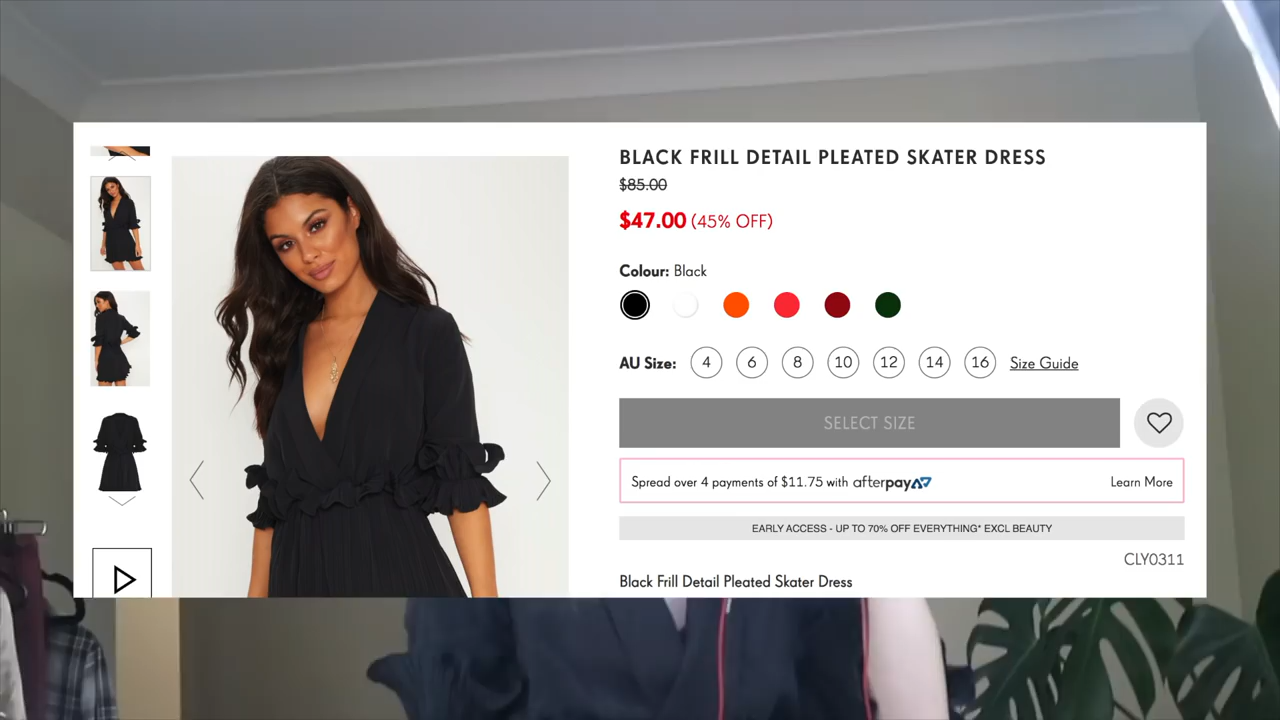 BLACK FRILL DETAIL PLEATED SKATER DRESS
$85.00
$47.00 (45% OFF)
Colour: Black
AU Size: 4 6 8 10 12 14 16 Size Guide
SELECT SIZE
Spread over 4 payments of $11.75 with afterpay Learn More
EARLY ACCESS - UP TO 70% OFF EVERYTHING* EXCL BEAUTY
CLY0311
Black Frill Detail Pleated Skater Dress